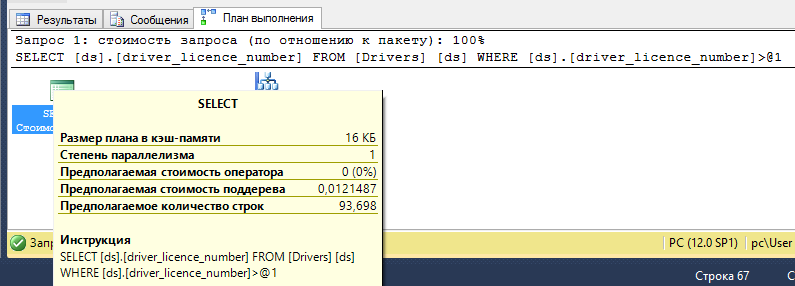 Результаты Сообщения План выполнения
Запрос 1: стоимость запроса (по отношению к пакету): 100%
SELECT [ds].[driver_licence_number] FROM [Drivers] [ds] WHERE [ds].[driver_licence_number]>@1
SELECT
Размер плана в кэш-памяти 16 КБ
Степень параллелизма 1
Предполагаемая стоимость оператора 0 (0%)
Предполагаемая стоимость поддерева 0,0121487
Предполагаемое количество строк 93,698
Инструкция
SELECT [ds].[driver_licence_number] FROM [Drivers] [ds]
WHERE [ds].[driver_licence_number]>@1
PC (12.0 SP1) pc\User
Строка 67